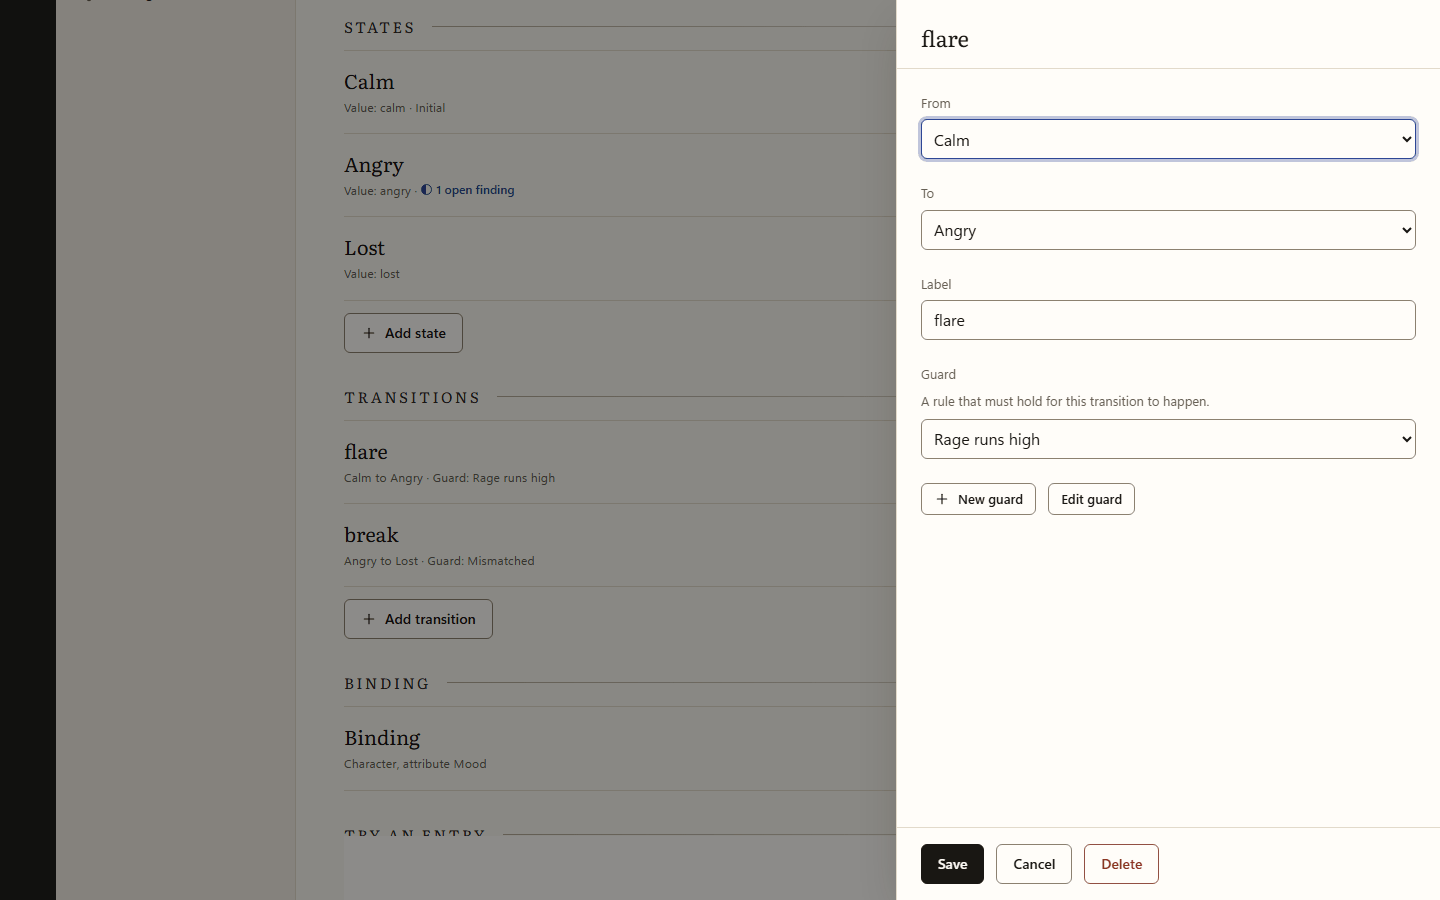 STATES
Calm
Value: calm · Initial
Angry
Value: angry · 1 open finding
Lost
Value: lost
+ Add state
TRANSITIONS
flare
Calm to Angry · Guard: Rage runs high
break
Angry to Lost · Guard: Mismatched
+ Add transition
BINDING
Binding
Character, attribute Mood
TRY AN ENTRY
flare
From
Calm
To
Angry
Label
flare
Guard
A rule that must hold for this transition to happen.
Rage runs high
+ New guard Edit guard
Save Cancel Delete